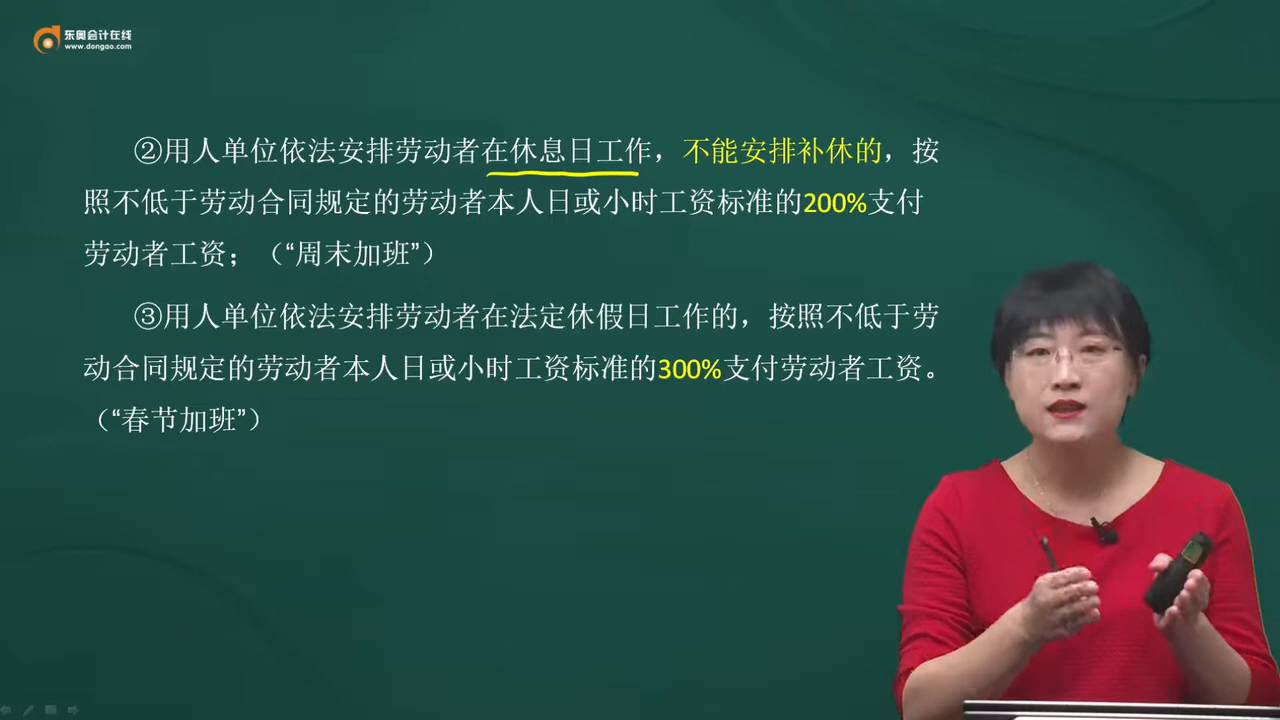 东奥会计在线
www.dongao.com
②用人单位依法安排劳动者在休息日工作，不能安排补休的，按
照不低于劳动合同规定的劳动者本人日或小时工资标准的200%支付
劳动者工资；（“周末加班”）
③用人单位依法安排劳动者在法定休假日工作的，按照不低于劳
动合同规定的劳动者本人日或小时工资标准的300%支付劳动者工资。
（“春节加班”）